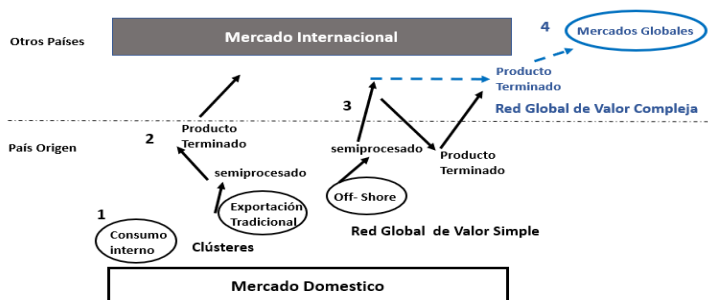 Otros Países
Mercado Internacional
4
Mercados Globales
Producto
Terminado
Red Global de Valor Compleja
3
Producto
Terminado
2
País Origen
semiprocesado
Producto
Terminado
semiprocesado
Off- Shore
Exportación
Tradicional
1
Consumo
interno
Clústeres
Red Global de Valor Simple
Mercado Domestico